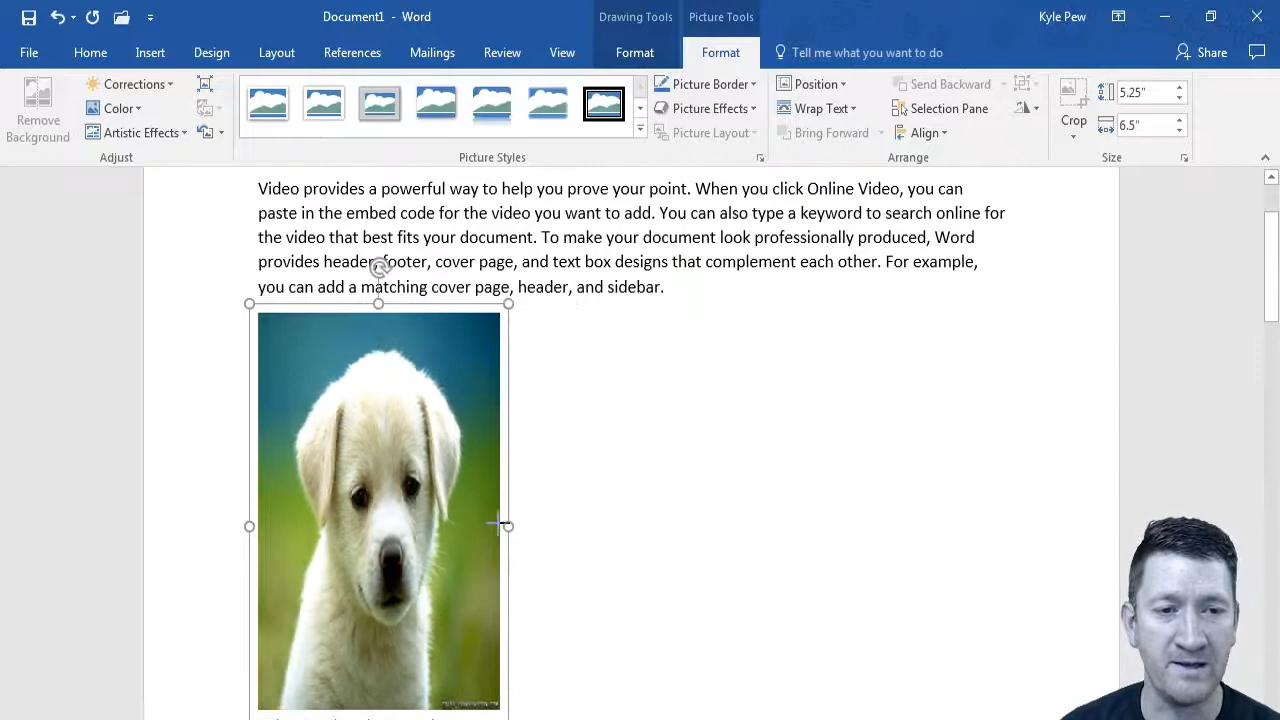 Document1 - Word
Drawing Tools
Picture Tools
Kyle Pew
File
Home
Insert
Design
Layout
References
Mailings
Review
View
Format
Format
Tell me what you want to do
Share
Remove Background
Corrections
Color
Artistic Effects
Adjust
Picture Styles
Picture Border
Picture Effects
Picture Layout
Position
Wrap Text
Bring Forward
Send Backward
Selection Pane
Align
Arrange
Crop
5.25"
6.5"
Size
Video provides a powerful way to help you prove your point. When you click Online Video, you can
paste in the embed code for the video you want to add. You can also type a keyword to search online for
the video that best fits your document. To make your document look professionally produced, Word
provides header, footer, cover page, and text box designs that complement each other. For example,
you can add a matching cover page, header, and sidebar.